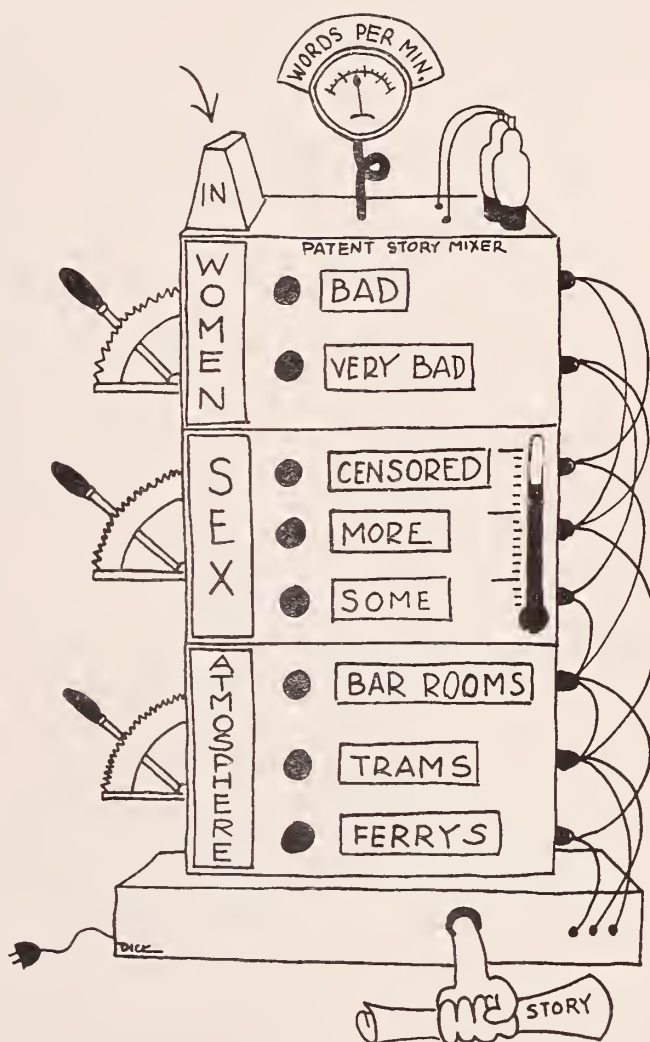 WORDS PER MIN.
IN
PATENT STORY MIXER
WOMEN
BAD
VERY BAD
SEX
CENSORED
MORE
SOME
ATMOSPHERE
BAR ROOMS
TRAMS
FERRYS
DICK
STORY